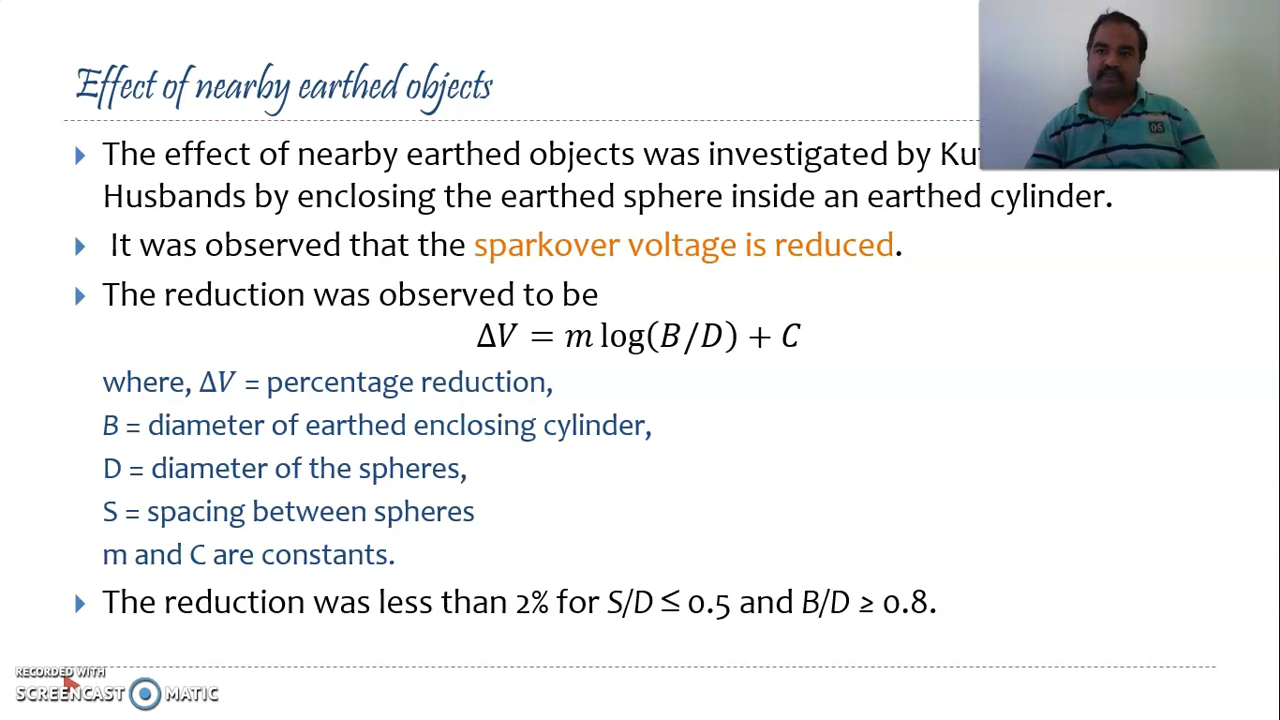 Effect of nearby earthed objects
The effect of nearby earthed objects was investigated by
Husbands by enclosing the earthed sphere inside an earthed cylinder.
It was observed that the sparkover voltage is reduced.
The reduction was observed to be
ΔV = m log(B/D) + C
where, ΔV = percentage reduction,
B = diameter of earthed enclosing cylinder,
D = diameter of the spheres,
S = spacing between spheres
m and C are constants.
The reduction was less than 2% for S/D ≤ 0.5 and B/D ≥ 0.8.
RECORDED WITH
SCREENCAST MATIC
05